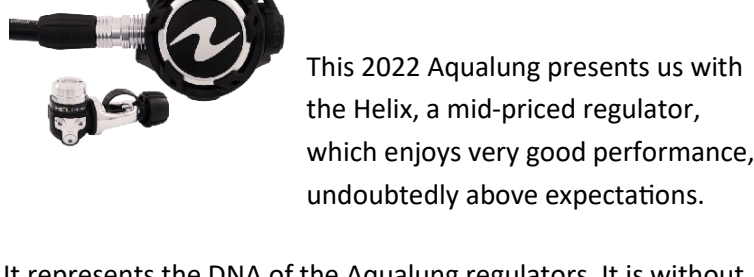 This 2022 Aqualung presents us with
the Helix, a mid-priced regulator,
which enjoys very good performance,
undoubtedly above expectations.
It represents the DNA of the Aqualung regulators. It is without